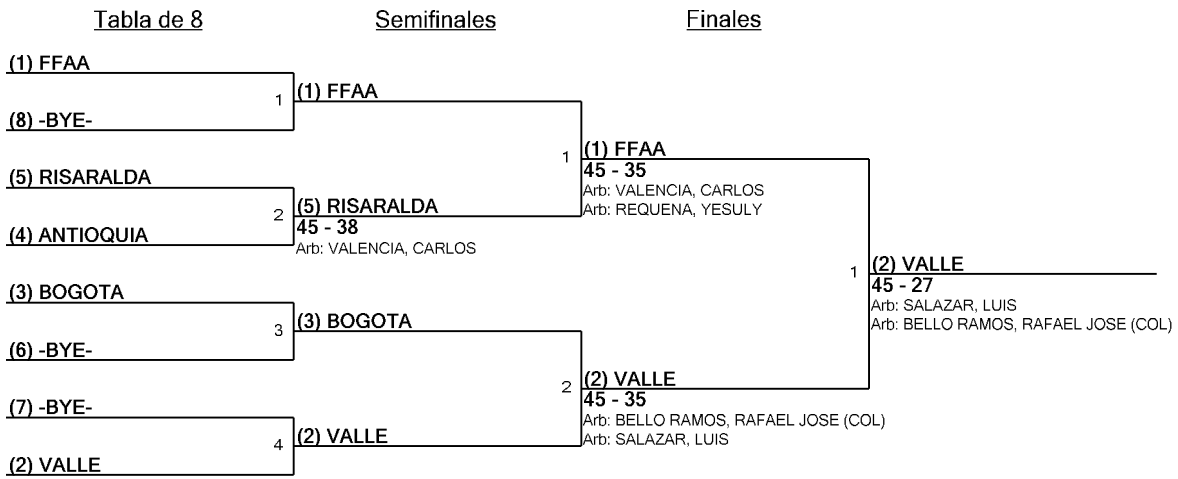 Tabla de 8
Semifinales
Finales
(1) FFAA
1
(8) -BYE-
(5) RISARALDA
2
(4) ANTIOQUIA
(3) BOGOTA
3
(6) -BYE-
(7) -BYE-
4
(2) VALLE
(1) FFAA
1
(5) RISARALDA
45 - 38
Arb: VALENCIA, CARLOS
(3) BOGOTA
2
(2) VALLE
(1) FFAA
45 - 35
Arb: VALENCIA, CARLOS
Arb: REQUENA, YESULY
1
(2) VALLE
45 - 35
Arb: BELLO RAMOS, RAFAEL JOSE (COL)
Arb: SALAZAR, LUIS
(2) VALLE
45 - 27
Arb: SALAZAR, LUIS
Arb: BELLO RAMOS, RAFAEL JOSE (COL)